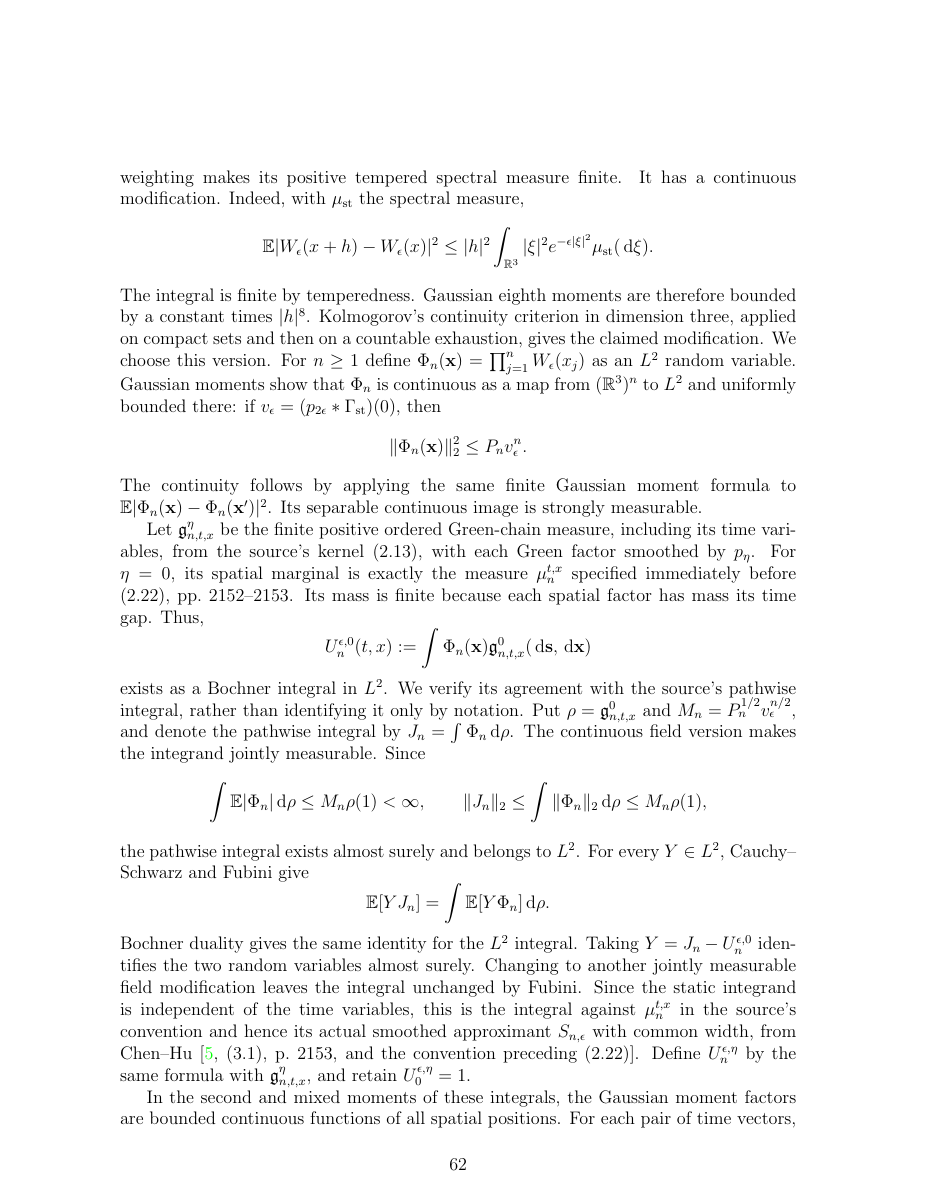 weighting makes its positive tempered spectral measure finite. It has a continuous
modification. Indeed, with μ_st the spectral measure,
𝔼|W_ϵ(x + h) − W_ϵ(x)|² ≤ |h|² ∫_{ℝ³} |ξ|² e^{−ϵ|ξ|²} μ_st( dξ).
The integral is finite by temperedness. Gaussian eighth moments are therefore bounded
by a constant times |h|⁸. Kolmogorov's continuity criterion in dimension three, applied
on compact sets and then on a countable exhaustion, gives the claimed modification. We
choose this version. For n ≥ 1 define Φ_n(𝐱) = ∏_{j=1}^n W_ϵ(x_j) as an L² random variable.
Gaussian moments show that Φ_n is continuous as a map from (ℝ³)^n to L² and uniformly
bounded there: if v_ϵ = (p_{2ϵ} ∗ Γ_st)(0), then
‖Φ_n(𝐱)‖₂² ≤ P_n v_ϵ^n.
The continuity follows by applying the same finite Gaussian moment formula to
𝔼|Φ_n(𝐱) − Φ_n(𝐱′)|². Its separable continuous image is strongly measurable.
Let 𝔤^η_{n,t,x} be the finite positive ordered Green-chain measure, including its time vari-
ables, from the source's kernel (2.13), with each Green factor smoothed by p_η. For
η = 0, its spatial marginal is exactly the measure μ_n^{t,x} specified immediately before
(2.22), pp. 2152–2153. Its mass is finite because each spatial factor has mass its time
gap. Thus,
U_n^{ϵ,0}(t, x) := ∫ Φ_n(𝐱)𝔤^0_{n,t,x}( d𝐬, d𝐱)
exists as a Bochner integral in L². We verify its agreement with the source's pathwise
integral, rather than identifying it only by notation. Put ρ = 𝔤^0_{n,t,x} and M_n = P_n^{1/2} v_ϵ^{n/2},
and denote the pathwise integral by J_n = ∫ Φ_n dρ. The continuous field version makes
the integrand jointly measurable. Since
∫ 𝔼|Φ_n| dρ ≤ M_n ρ(1) < ∞, ‖J_n‖₂ ≤ ∫ ‖Φ_n‖₂ dρ ≤ M_n ρ(1),
the pathwise integral exists almost surely and belongs to L². For every Y ∈ L², Cauchy–
Schwarz and Fubini give
𝔼[Y J_n] = ∫ 𝔼[Y Φ_n] dρ.
Bochner duality gives the same identity for the L² integral. Taking Y = J_n − U_n^{ϵ,0} iden-
tifies the two random variables almost surely. Changing to another jointly measurable
field modification leaves the integral unchanged by Fubini. Since the static integrand
is independent of the time variables, this is the integral against μ_n^{t,x} in the source's
convention and hence its actual smoothed approximant S_{n,ϵ} with common width, from
Chen–Hu [5, (3.1), p. 2153, and the convention preceding (2.22)]. Define U_n^{ϵ,η} by the
same formula with 𝔤^η_{n,t,x}, and retain U_0^{ϵ,η} = 1.
In the second and mixed moments of these integrals, the Gaussian moment factors
are bounded continuous functions of all spatial positions. For each pair of time vectors,
62